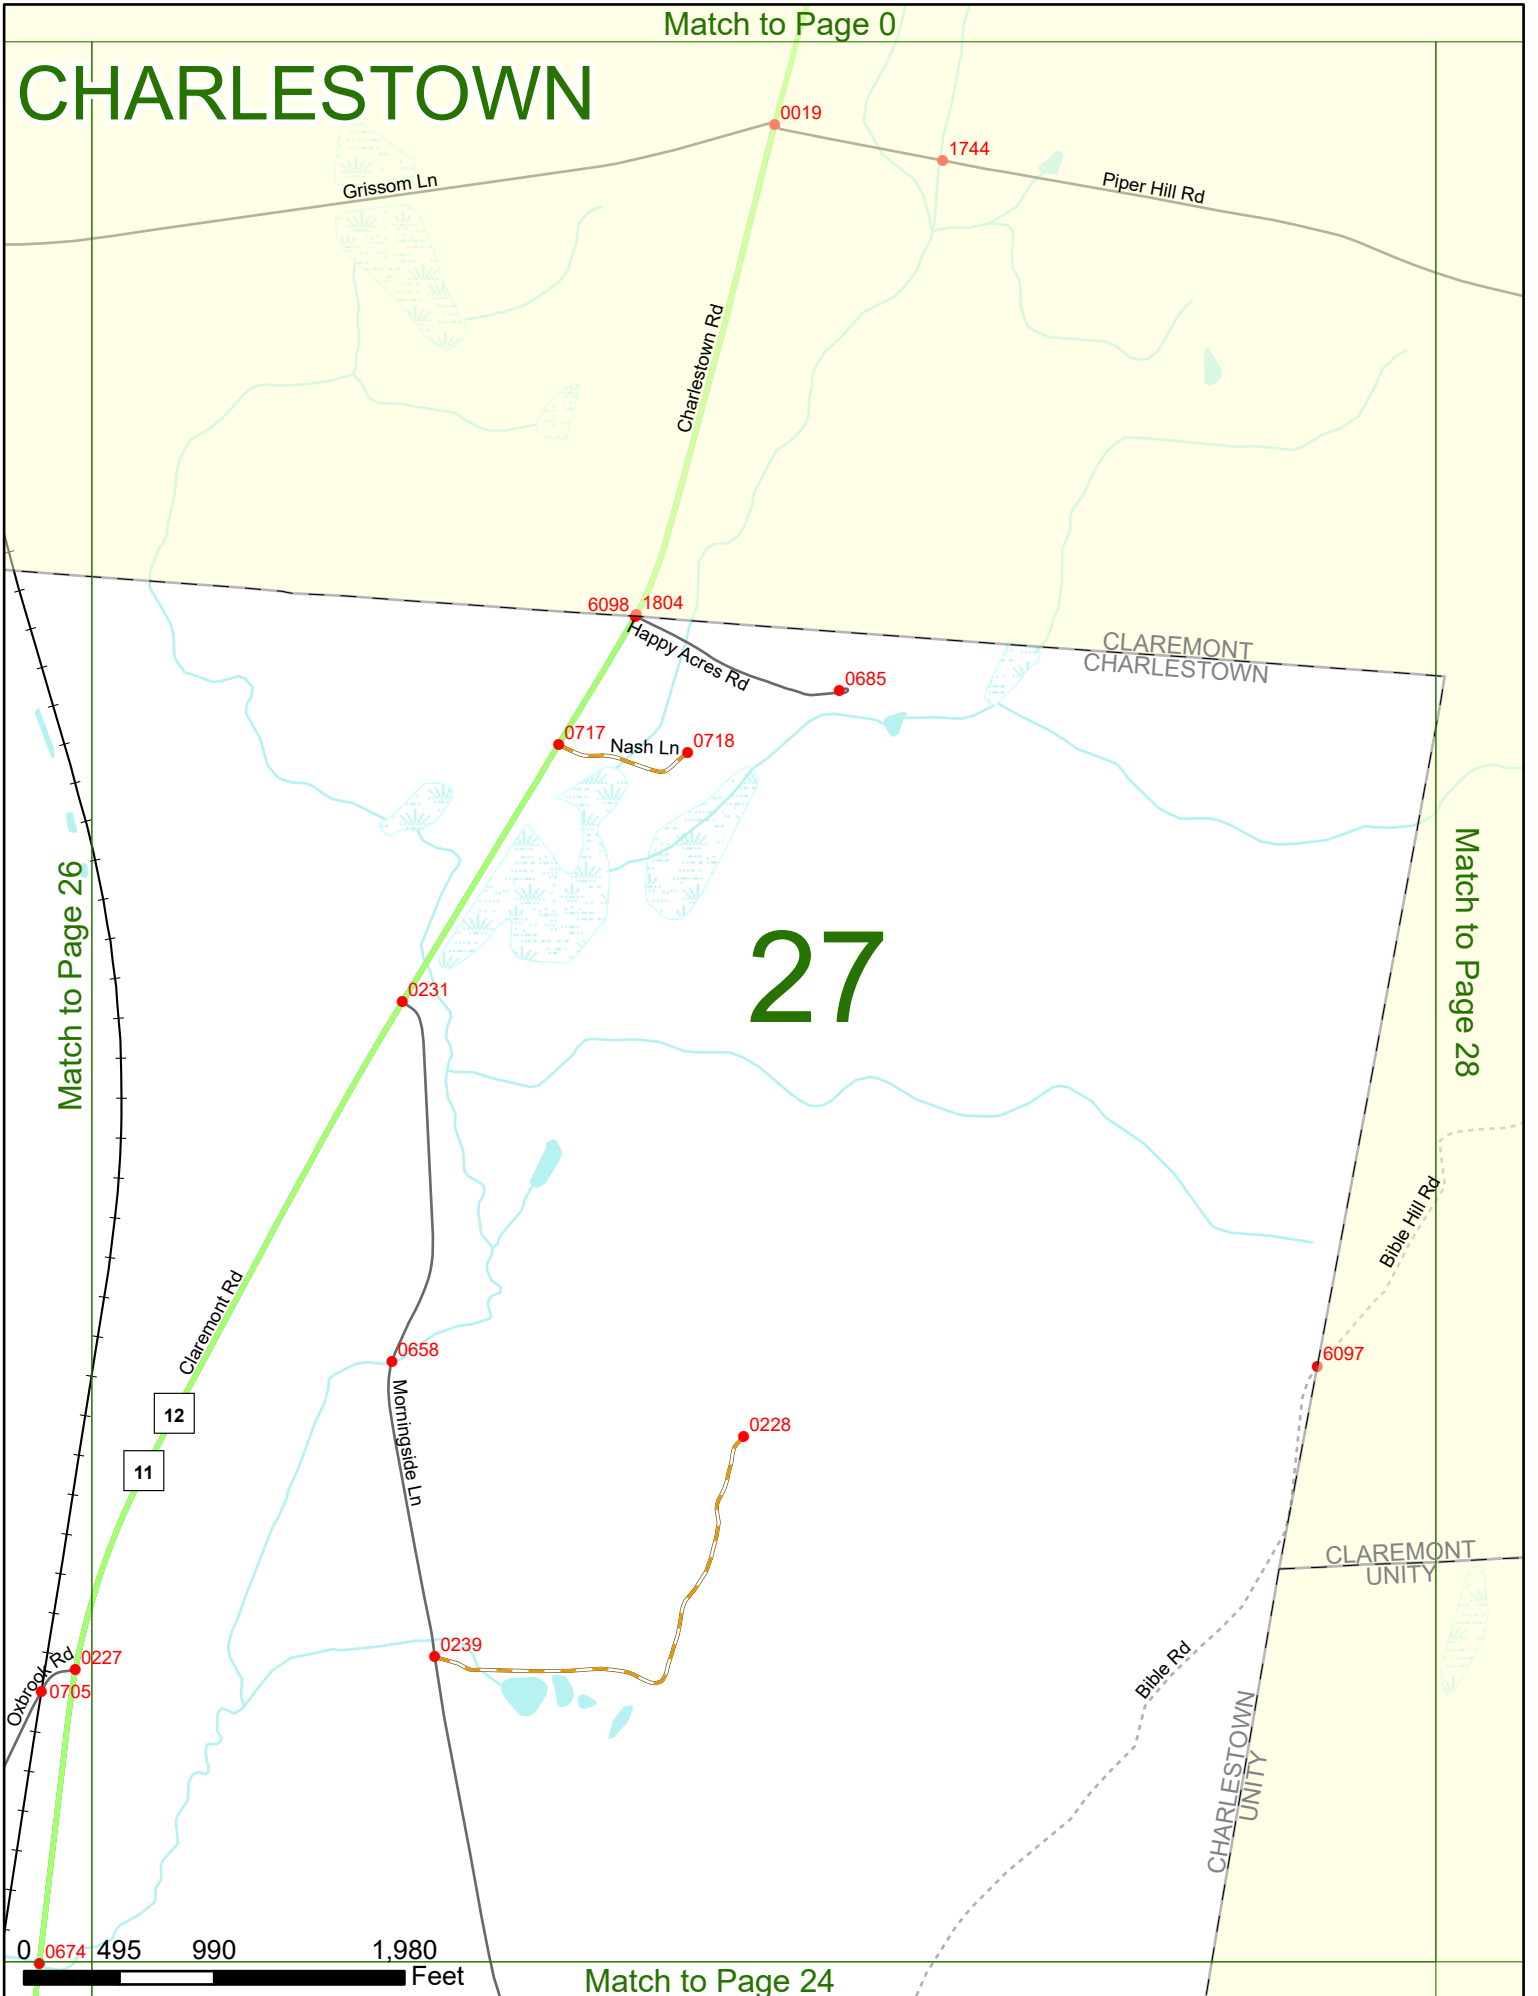 Match to Page 0
CHARLESTOWN
0019
1744
Grissom Ln
Piper Hill Rd
Charlestown Rd
6098
1804
Happy Acres Rd
CLAREMONT
CHARLESTOWN
0685
0717
Nash Ln
0718
Match to Page 26
27
Match to Page 28
0231
Bible Hill Rd
Claremont Rd
0658
6097
Morningside Ln
12
11
0228
CLAREMONT
UNITY
0239
Oxbrook Rd
0227
0705
Bible Rd
CHARLESTOWN
UNITY
0674
0 495 990 1,980
Feet
Match to Page 24